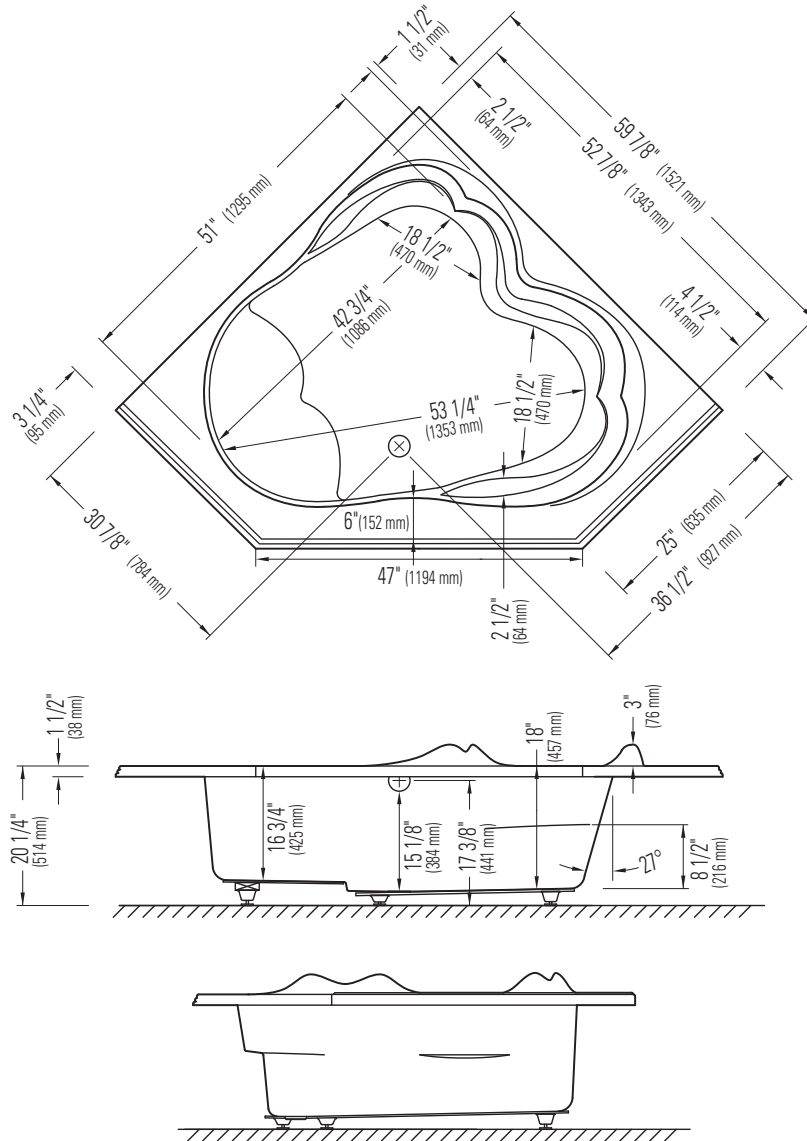 1 1/2"
(31 mm)
2 1/2"
(64 mm)
59 7/8" (1521 mm)
52 7/8" (1343 mm)
51" (1295 mm)
18 1/2"
(470 mm)
4 1/2"
(114 mm)
42 3/4"
(1086 mm)
3 1/4"
(95 mm)
53 1/4"
(1353 mm)
18 1/2"
(470 mm)
30 7/8" (784 mm)
6"(152 mm)
25" (635 mm)
36 1/2" (927 mm)
47" (1194 mm)
2 1/2"
(64 mm)
1 1/2"
(38 mm)
3"
(76 mm)
18"
(457 mm)
20 1/4"
(514 mm)
16 3/4"
(425 mm)
15 1/8"
(384 mm)
17 3/8"
(441 mm)
27°
8 1/2"
(216 mm)